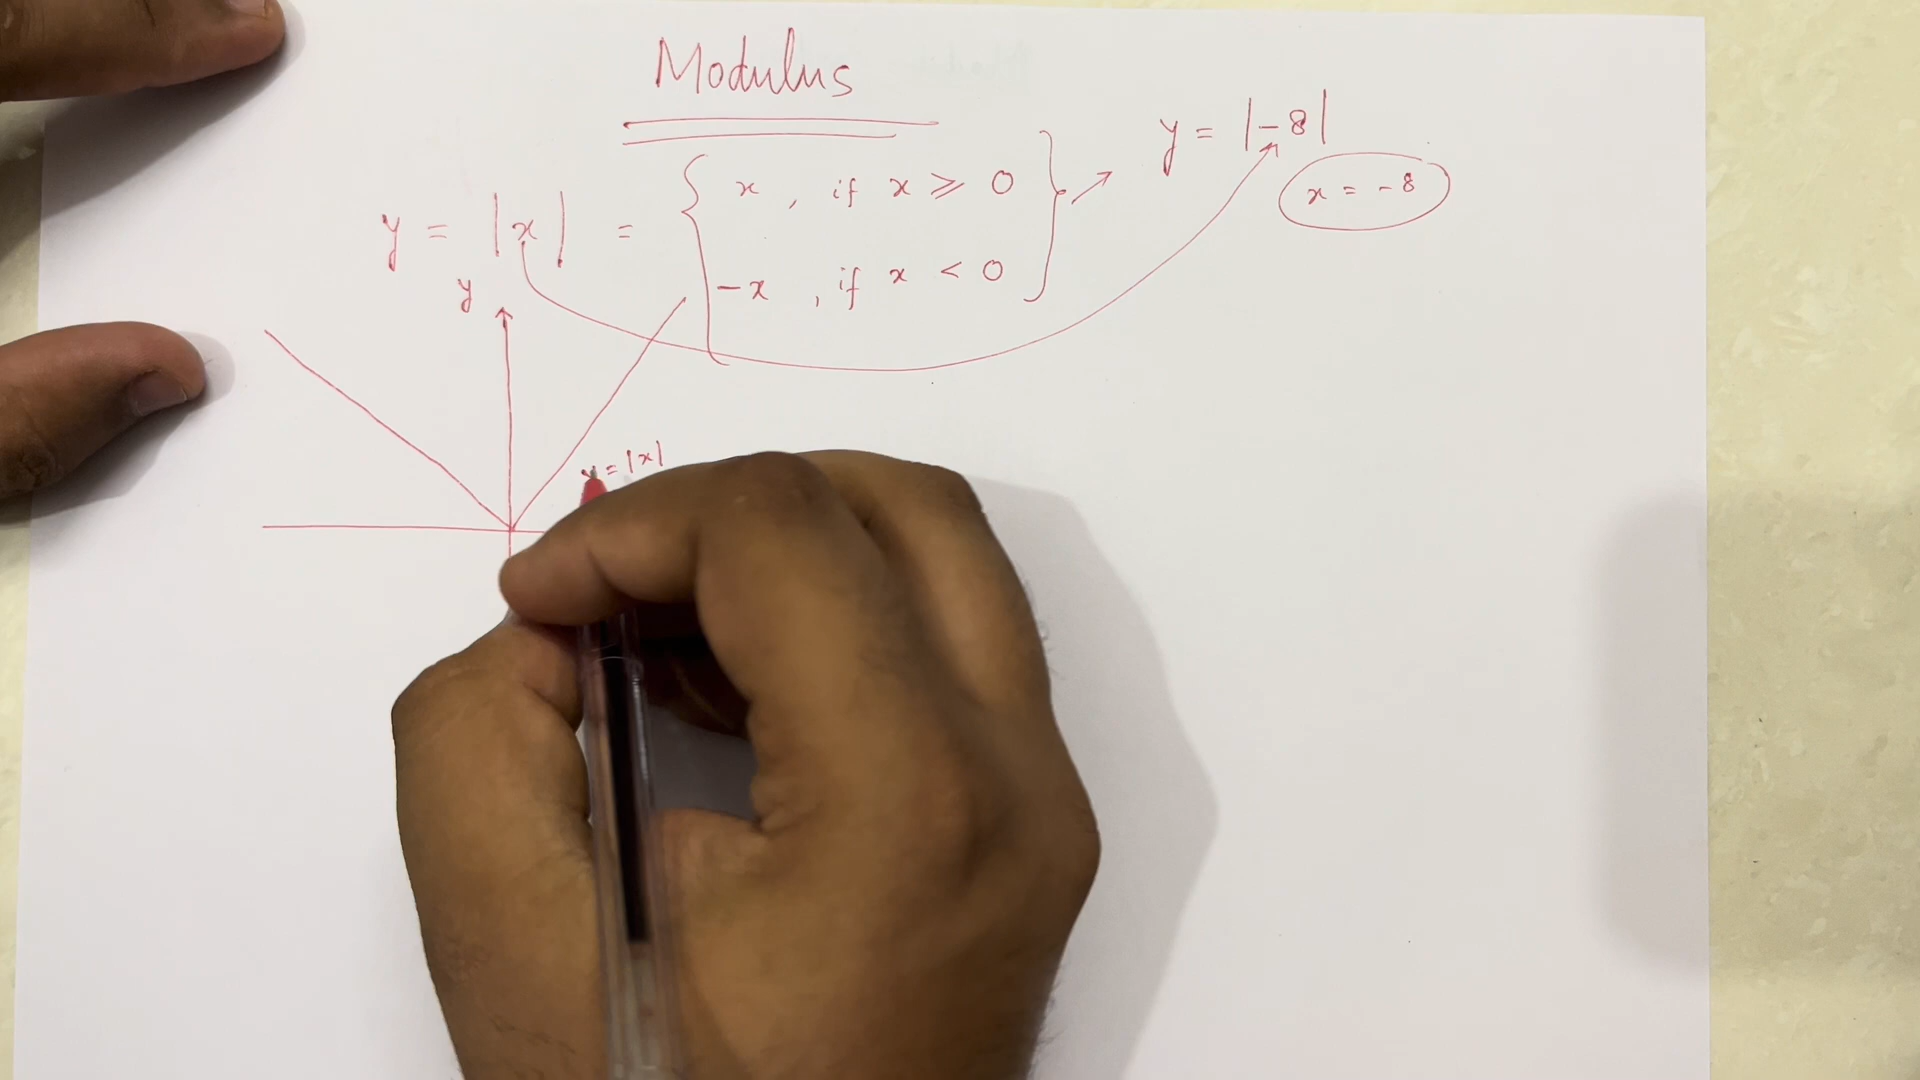 Modulus
y = |x| = { x , if x ⩾ 0
-x , if x < 0 }
y = |-8|
x = -8
y
y = |x|